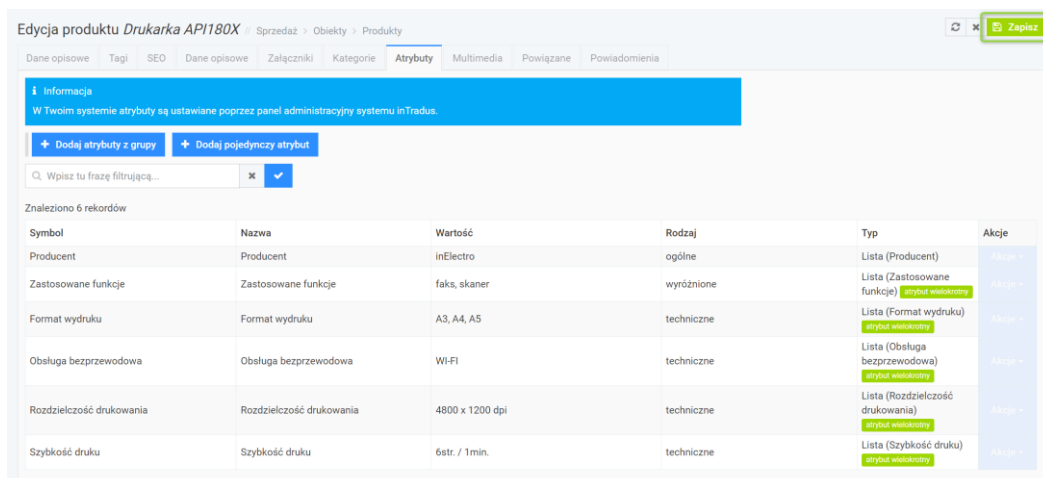 Edycja produktu Drukarka API180X // Sprzedaż > Obiekty > Produkty
Zapisz
Dane opisowe Tagi SEO Dane opisowe Załączniki Kategorie Atrybuty Multimedia Powiązane Powiadomienia
Informacja
W Twoim systemie atrybuty są ustawiane poprzez panel administracyjny systemu inTradus.
Dodaj atrybuty z grupy Dodaj pojedynczy atrybut
Wpisz tu frazę filtrującą...
Znaleziono 6 rekordów
Symbol Nazwa Wartość Rodzaj Typ Akcje
Producent Producent inElectro ogólne Lista (Producent) Akcje
Zastosowane funkcje Zastosowane funkcje faks, skaner wyróżnione Lista (Zastosowane
funkcje) atrybut wielokrotny Akcje
Format wydruku Format wydruku A3, A4, A5 techniczne Lista (Format wydruku)
atrybut wielokrotny Akcje
Obsługa bezprzewodowa Obsługa bezprzewodowa WI-FI techniczne Lista (Obsługa
bezprzewodowa)
atrybut wielokrotny Akcje
Rozdzielczość drukowania Rozdzielczość drukowania 4800 x 1200 dpi techniczne Lista (Rozdzielczość
drukowania)
atrybut wielokrotny Akcje
Szybkość druku Szybkość druku 6str. / 1min. techniczne Lista (Szybkość druku)
atrybut wielokrotny Akcje